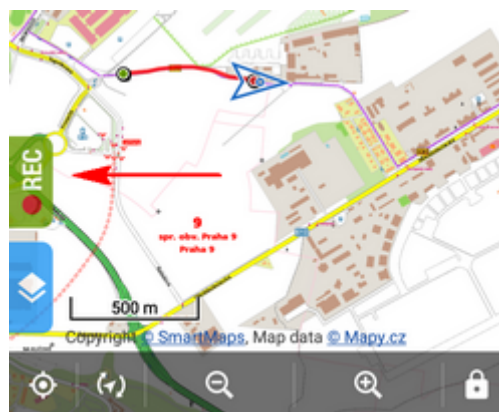 REC
9
spr. obv. Praha 9
Praha 9
500 m
Copyright © SmartMaps, Map data © Mapy.cz